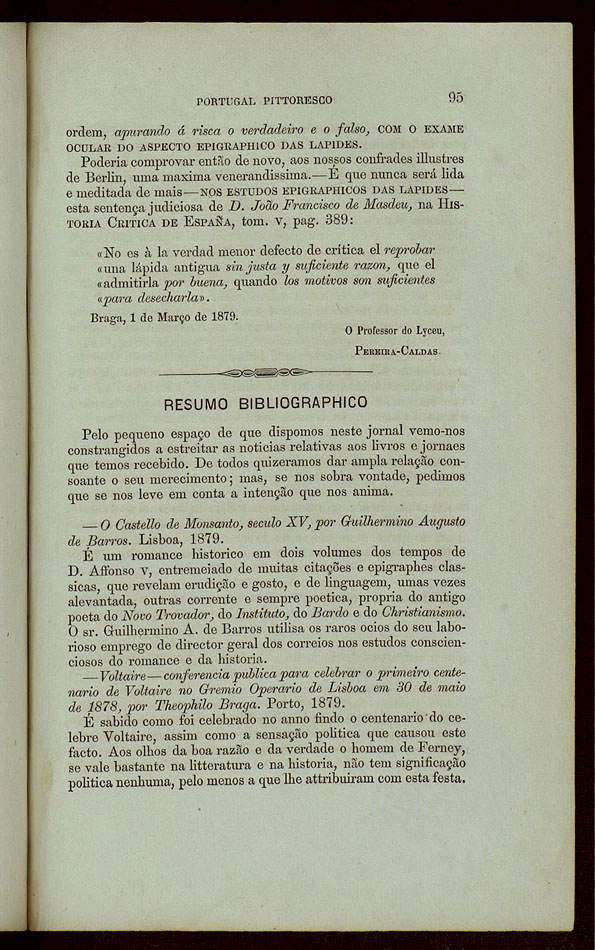 PORTUGAL PITTORESCO 95
ordem, apurando á risca o verdadeiro e o falso, COM O EXAME
OCULAR DO ASPECTO EPIGRAPHICO DAS LAPIDES.
Poderia comprovar então de novo, aos nossos confrades illustres
de Berlin, uma maxima venerandissima.—É que nunca será lida
e meditada de mais—NOS ESTUDOS EPIGRAPHICOS DAS LAPIDES—
esta sentença judiciosa de D. João Francisco de Masdeu, na HIS-
TORIA CRITICA DE ESPAÑA, tom. V, pag. 389:
«No es à la verdad menor defecto de crítica el reprobar
«una lápida antigua sin justa y suficiente razon, que el
«admitirla por buena, quando los motivos son suficientes
«para desecharla».
Braga, 1 de Março de 1879.
O Professor do Lyceu,
PEREIRA-CALDAS.
RESUMO BIBLIOGRAPHICO
Pelo pequeno espaço de que dispomos neste jornal vemo-nos
constrangidos a estreitar as noticias relativas aos livros e jornaes
que temos recebido. De todos quizeramos dar ampla relação con-
soante o seu merecimento; mas, se nos sobra vontade, pedimos
que se nos leve em conta a intenção que nos anima.
— O Castello de Monsanto, seculo XV, por Guilhermino Augusto
de Barros. Lisboa, 1879.
É um romance historico em dois volumes dos tempos de
D. Affonso V, entremeiado de muitas citações e epigraphes clas-
sicas, que revelam erudição e gosto, e de linguagem, umas vezes
alevantada, outras corrente e sempre poetica, propria do antigo
poeta do Novo Trovador, do Instituto, do Bardo e do Christianismo.
O sr. Guilhermino A. de Barros utilisa os raros ocios do seu labo-
rioso emprego de director geral dos correios nos estudos conscien-
ciosos do romance e da historia.
— Voltaire—conferencia publica para celebrar o primeiro cente-
nario de Voltaire no Gremio Operario de Lisboa em 30 de maio
de 1878, por Theophilo Braga. Porto, 1879.
É sabido como foi celebrado no anno findo o centenario do ce-
lebre Voltaire, assim como a sensação politica que causou este
facto. Aos olhos da boa razão e da verdade o homem de Ferney,
se vale bastante na litteratura e na historia, não tem significação
politica nenhuma, pelo menos a que lhe attribuiram com esta festa.